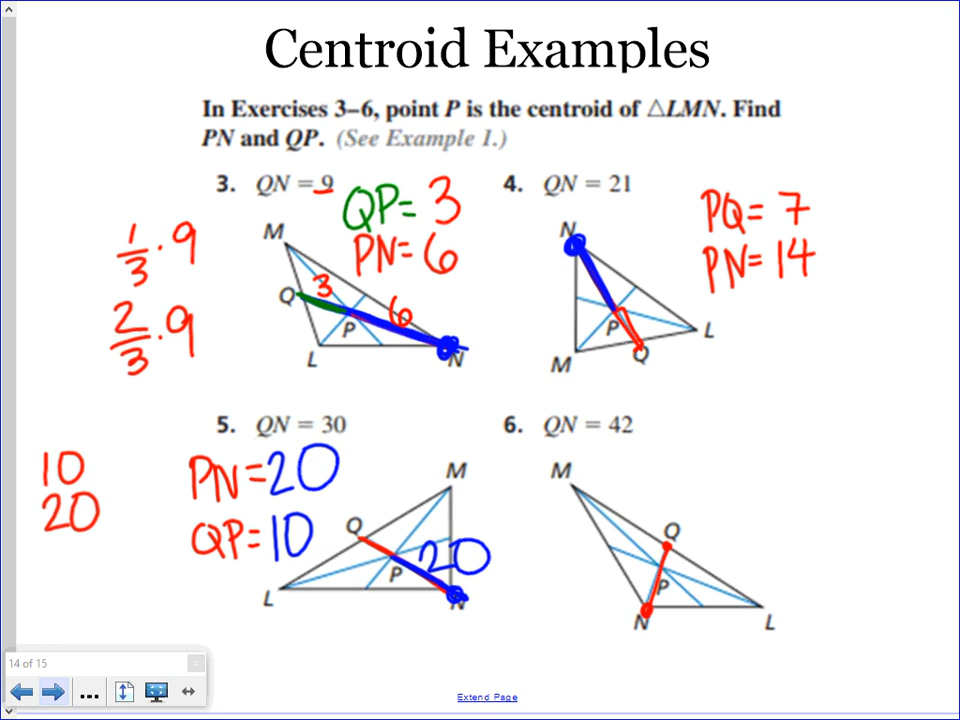 Centroid Examples
In Exercises 3–6, point P is the centroid of △LMN. Find
PN and QP. (See Example 1.)
3. QN = 9
QP = 3
PN = 6
1/3 · 9
2/3 · 9
M
Q
3
6
P
L
N
4. QN = 21
PQ = 7
PN = 14
N
P
L
M
Q
5. QN = 30
10
20
PN = 20
QP = 10
M
Q
20
P
L
N
6. QN = 42
M
Q
P
N
L
14 of 15
x
...
Extend Page